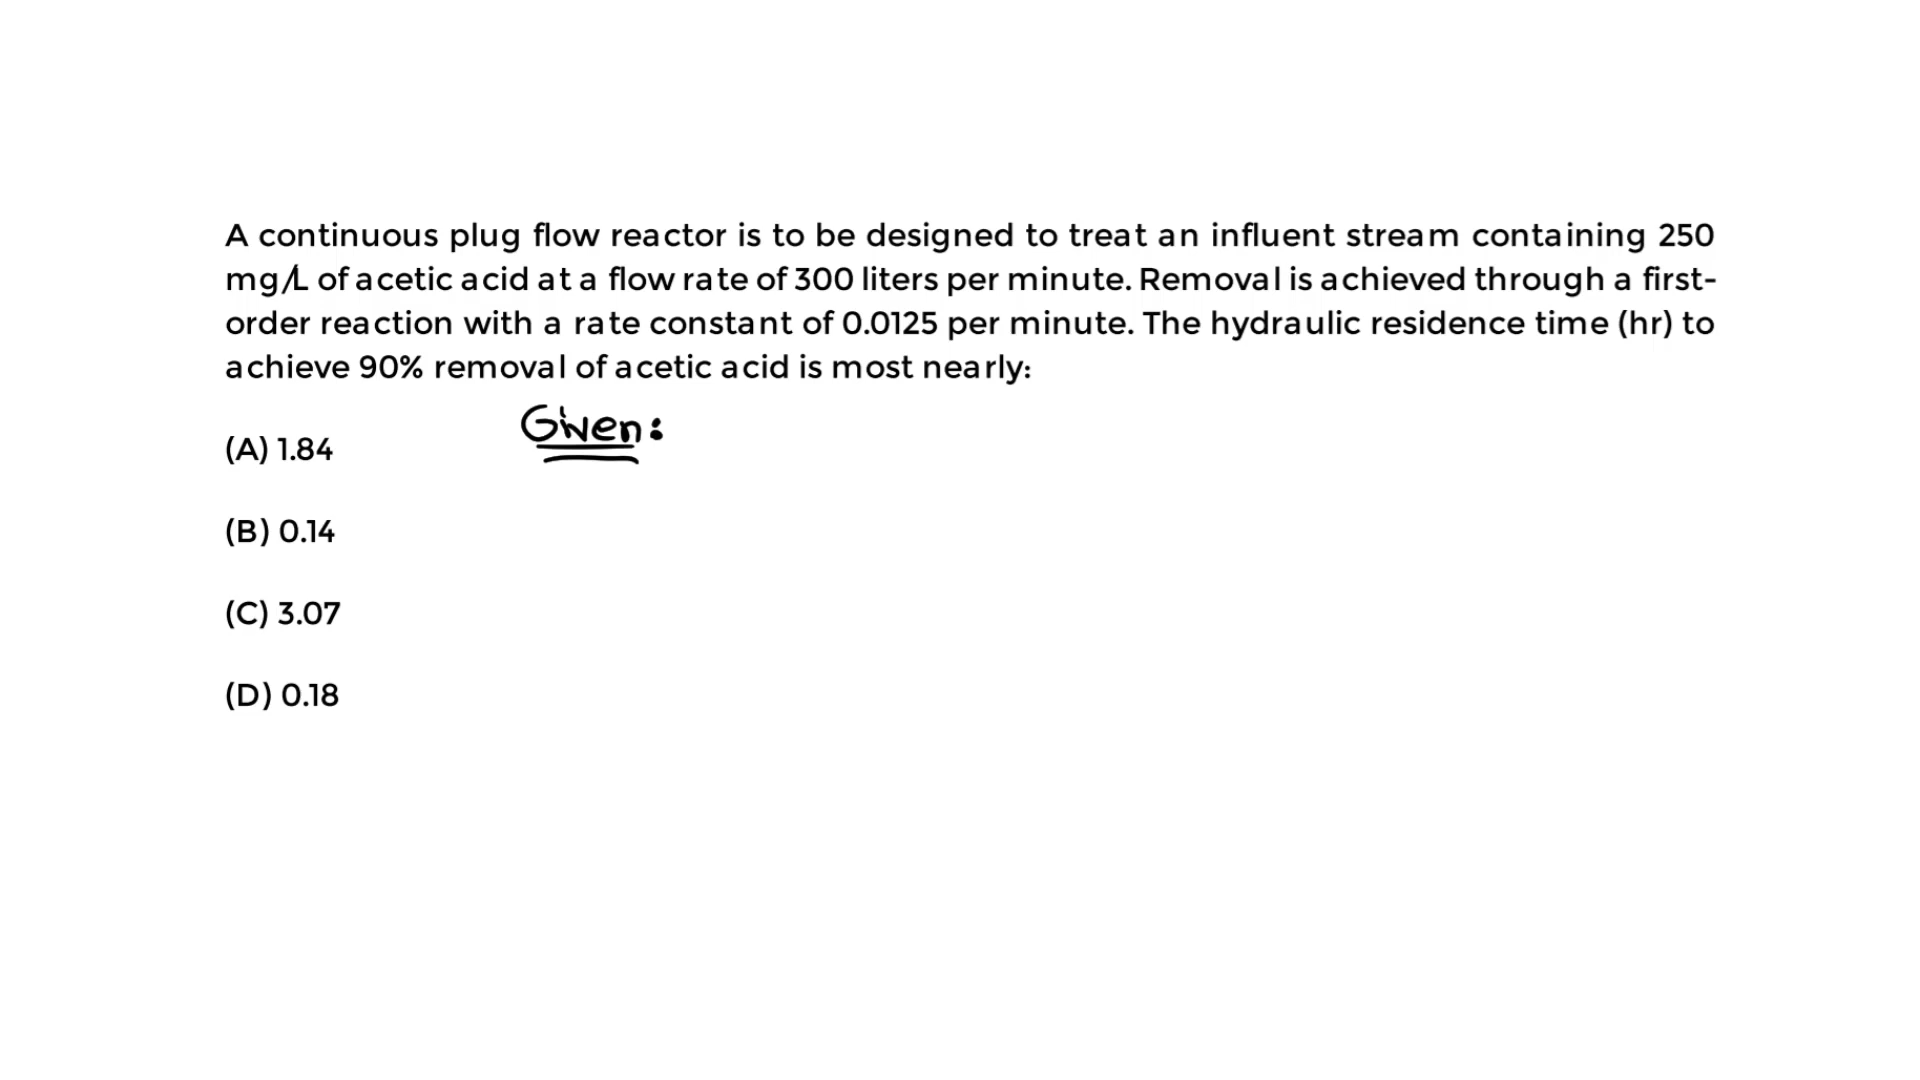 A continuous plug flow reactor is to be designed to treat an influent stream containing 250
mg/L of acetic acid at a flow rate of 300 liters per minute. Removal is achieved through a first-
order reaction with a rate constant of 0.0125 per minute. The hydraulic residence time (hr) to
achieve 90% removal of acetic acid is most nearly:
Given:
(A) 1.84
(B) 0.14
(C) 3.07
(D) 0.18